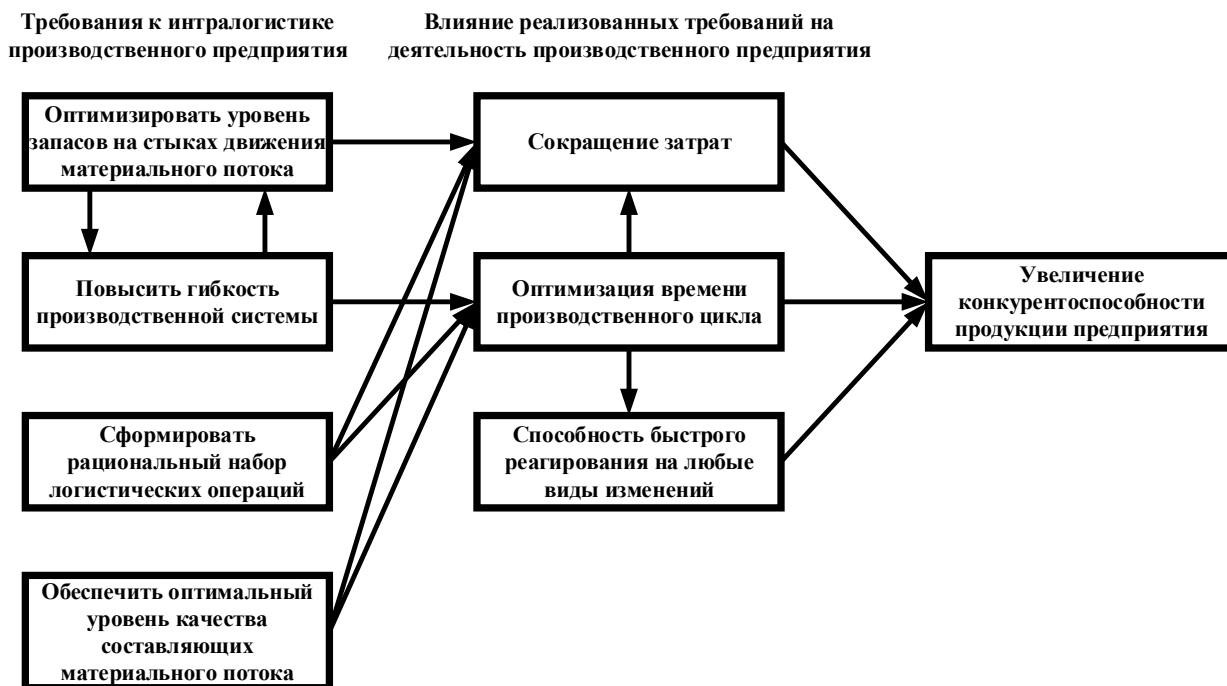 Требования к интралогистике
производственного предприятия
Влияние реализованных требований на
деятельность производственного предприятия
Оптимизировать уровень
запасов на стыках движения
материального потока
Сокращение затрат
Повысить гибкость
производственной системы
Оптимизация времени
производственного цикла
Увеличение
конкурентоспособности
продукции предприятия
Сформировать
рациональный набор
логистических операций
Способность быстрого
реагирования на любые
виды изменений
Обеспечить оптимальный
уровень качества
составляющих
материального потока